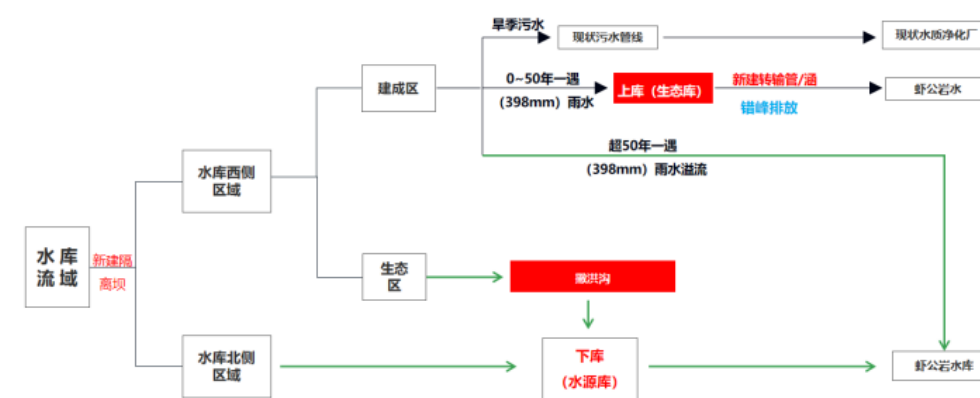 旱季污水
现状污水管线
现状水质净化厂
建成区
0~50年一遇
（398mm）雨水
上库（生态库）
新建转输管/涵
错峰排放
虾公岩水
超50年一遇
（398mm）雨水溢流
水库西侧
区域
水库
流域
新建隔
离坝
生态
区
撇洪沟
水库北侧
区域
下库
（水源库）
虾公岩水库